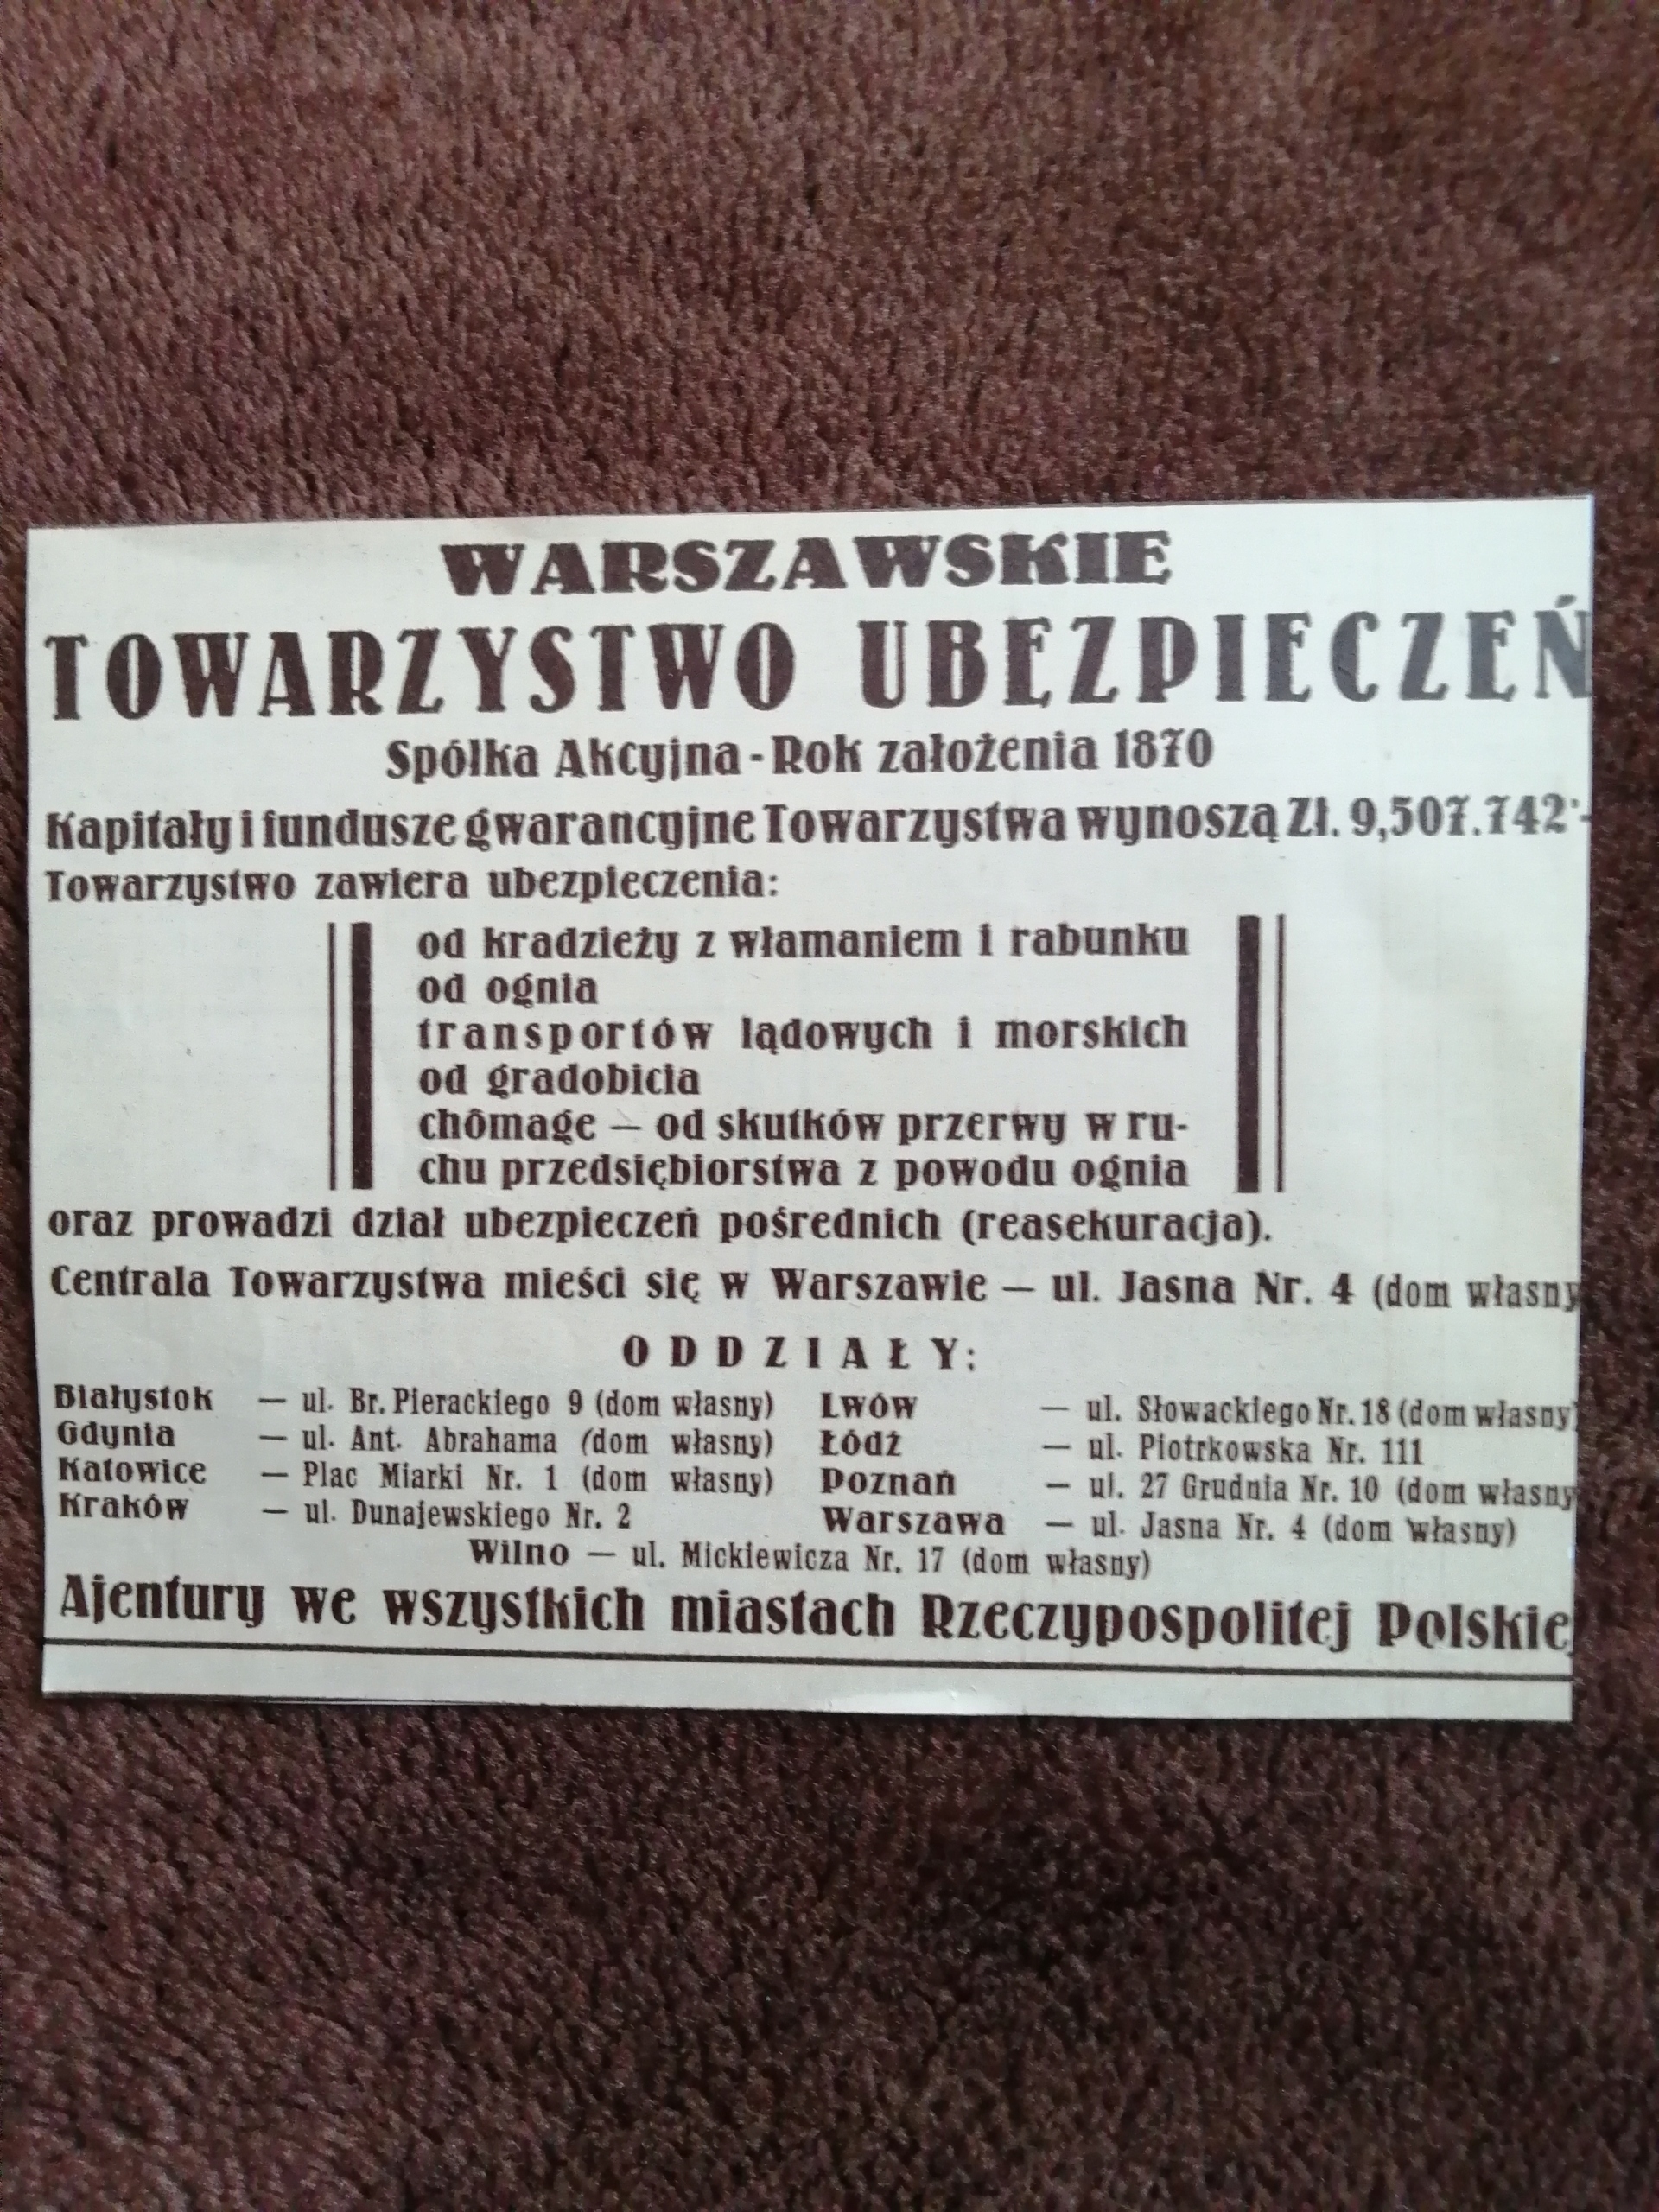 WARSZAWSKIE
TOWARZYSTWO UBEZPIECZEŃ
Spółka Akcyjna - Rok założenia 1870
Kapitały i fundusze gwarancyjne Towarzystwa wynoszą Zł. 9,507.742·-
Towarzystwo zawiera ubezpieczenia:
od kradzieży z włamaniem i rabunku
od ognia
transportów lądowych i morskich
od gradobicia
chômage — od skutków przerwy w ru-
chu przedsiębiorstwa z powodu ognia
oraz prowadzi dział ubezpieczeń pośrednich (reasekuracja).
Centrala Towarzystwa mieści się w Warszawie — ul. Jasna Nr. 4 (dom własny
ODDZIAŁY:
Białystok — ul. Br. Pierackiego 9 (dom własny) Lwów — ul. Słowackiego Nr. 18 (dom własny)
Gdynia — ul. Ant. Abrahama (dom własny) Łódź — ul. Piotrkowska Nr. 111
Katowice — Plac Miarki Nr. 1 (dom własny) Poznań — ul. 27 Grudnia Nr. 10 (dom własny
Kraków — ul. Dunajewskiego Nr. 2 Warszawa — ul. Jasna Nr. 4 (dom własny)
Wilno — ul. Mickiewicza Nr. 17 (dom własny)
Ajentury we wszystkich miastach Rzeczypospolitej Polskiej